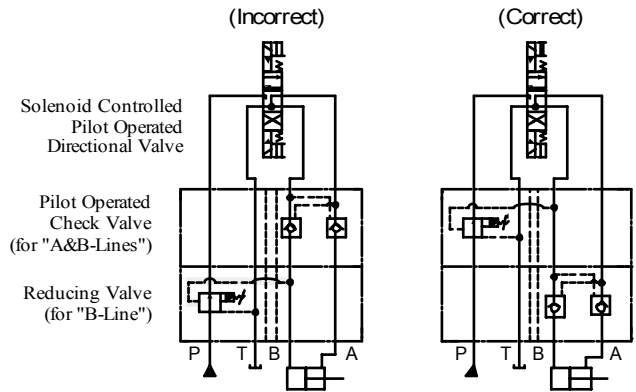 (Incorrect)
(Correct)
Solenoid Controlled
Pilot Operated
Directional Valve
Pilot Operated
Check Valve
(for "A&B-Lines")
Reducing Valve
(for "B-Line")
P T B A
P T B A